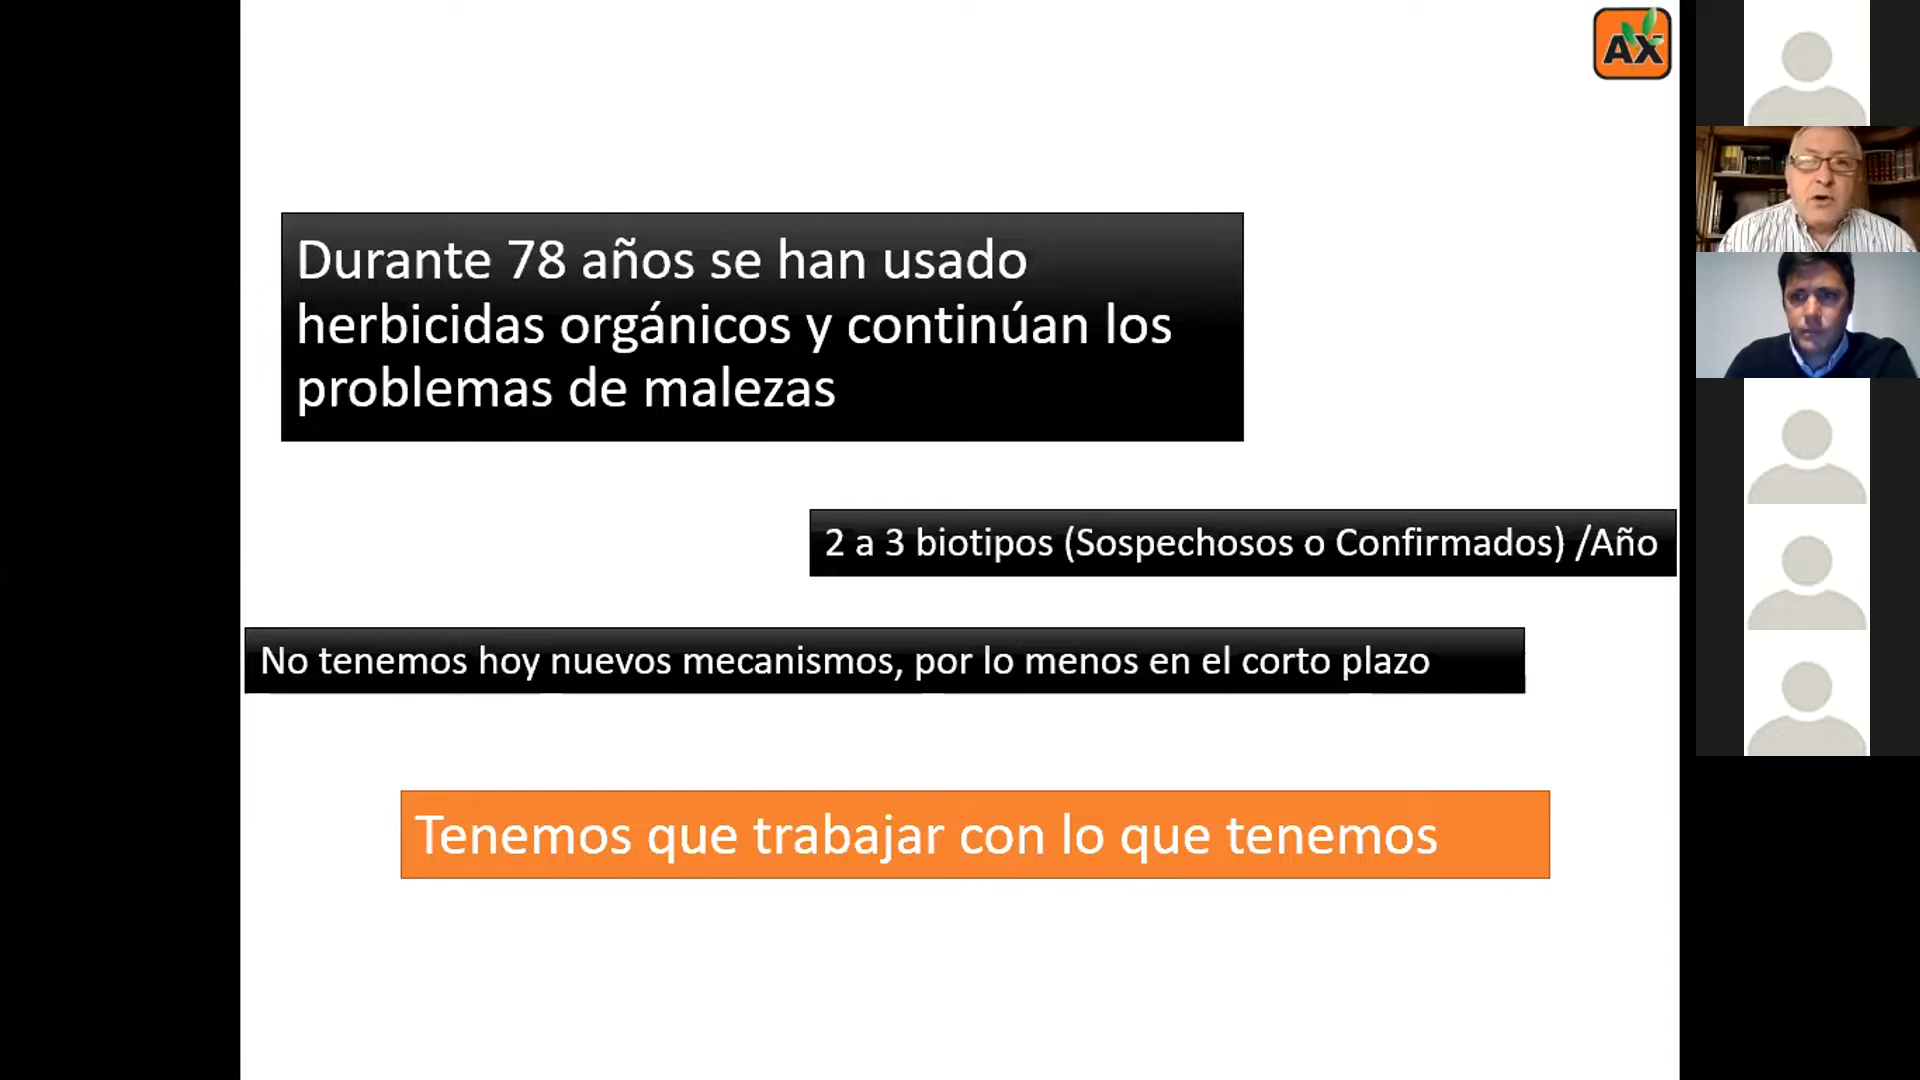 AX
Durante 78 años se han usado
herbicidas orgánicos y continúan los
problemas de malezas
2 a 3 biotipos (Sospechosos o Confirmados) /Año
No tenemos hoy nuevos mecanismos, por lo menos en el corto plazo
Tenemos que trabajar con lo que tenemos